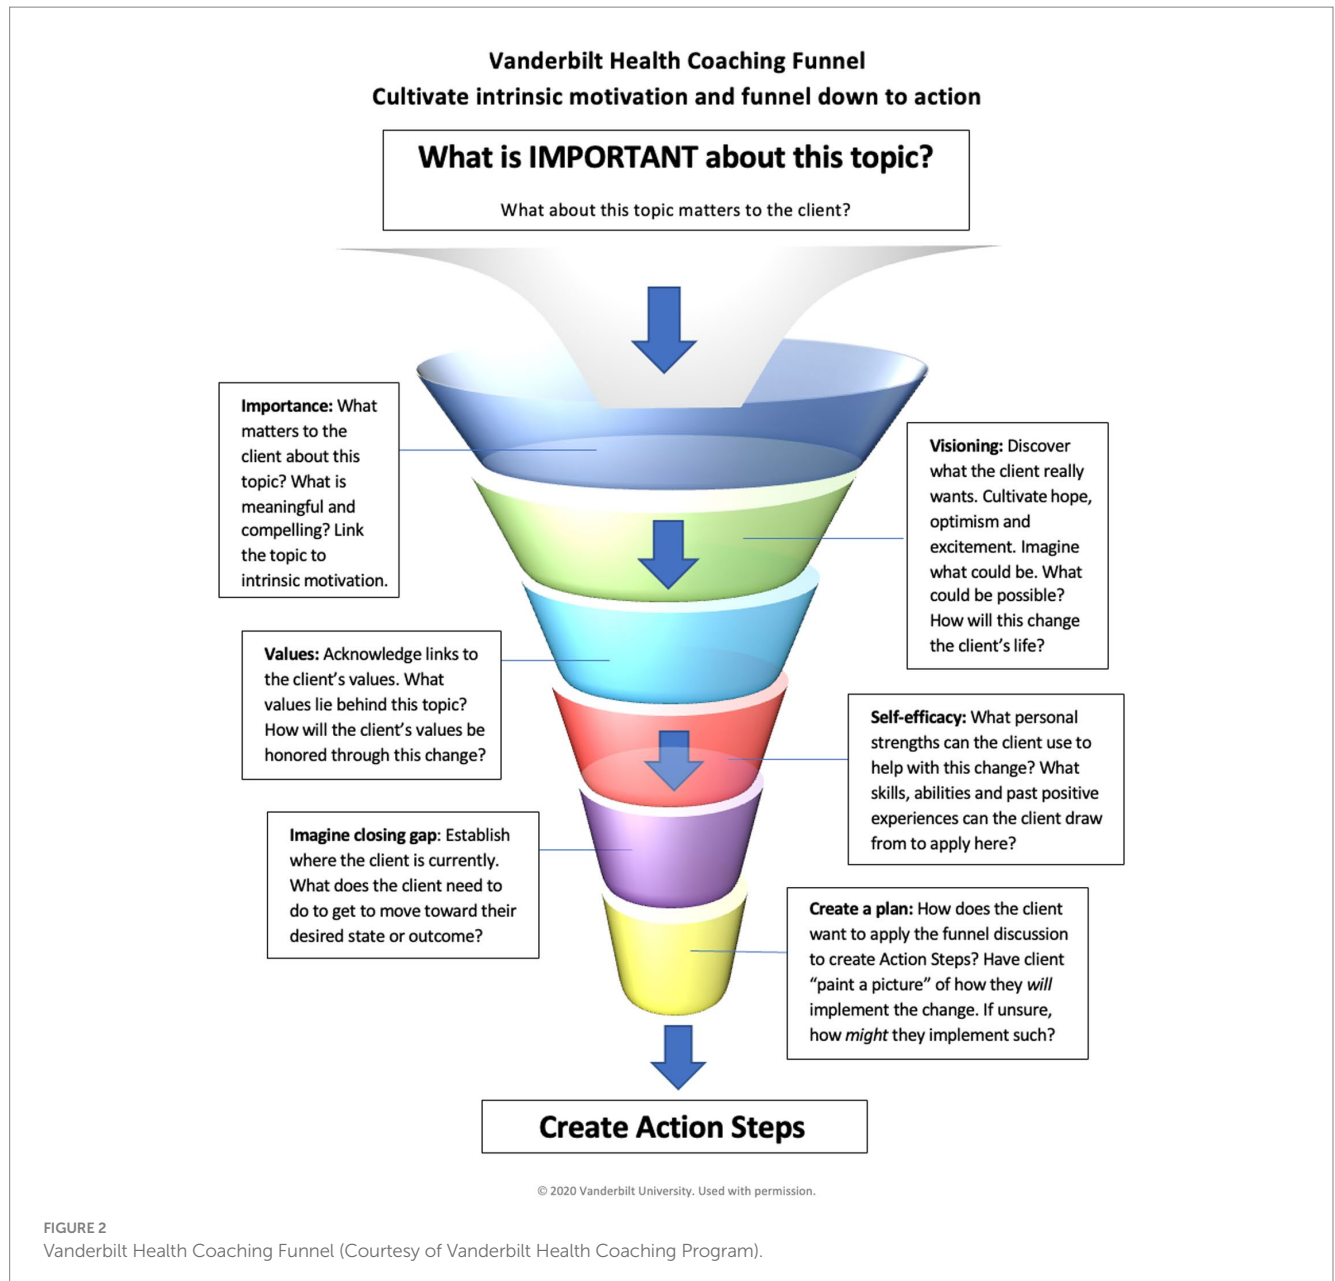 Vanderbilt Health Coaching Funnel
Cultivate intrinsic motivation and funnel down to action
What is IMPORTANT about this topic?
What about this topic matters to the client?
Importance: What
matters to the
client about this
topic? What is
meaningful and
compelling? Link
the topic to
intrinsic motivation.
Visioning: Discover
what the client really
wants. Cultivate hope,
optimism and
excitement. Imagine
what could be. What
could be possible?
How will this change
the client’s life?
Values: Acknowledge links to
the client’s values. What
values lie behind this topic?
How will the client’s values be
honored through this change?
Self-efficacy: What personal
strengths can the client use to
help with this change? What
skills, abilities and past positive
experiences can the client draw
from to apply here?
Imagine closing gap: Establish
where the client is currently.
What does the client need to
do to get to move toward their
desired state or outcome?
Create a plan: How does the client
want to apply the funnel discussion
to create Action Steps? Have client
“paint a picture” of how they will
implement the change. If unsure,
how might they implement such?
Create Action Steps
© 2020 Vanderbilt University. Used with permission.
FIGURE 2
Vanderbilt Health Coaching Funnel (Courtesy of Vanderbilt Health Coaching Program).